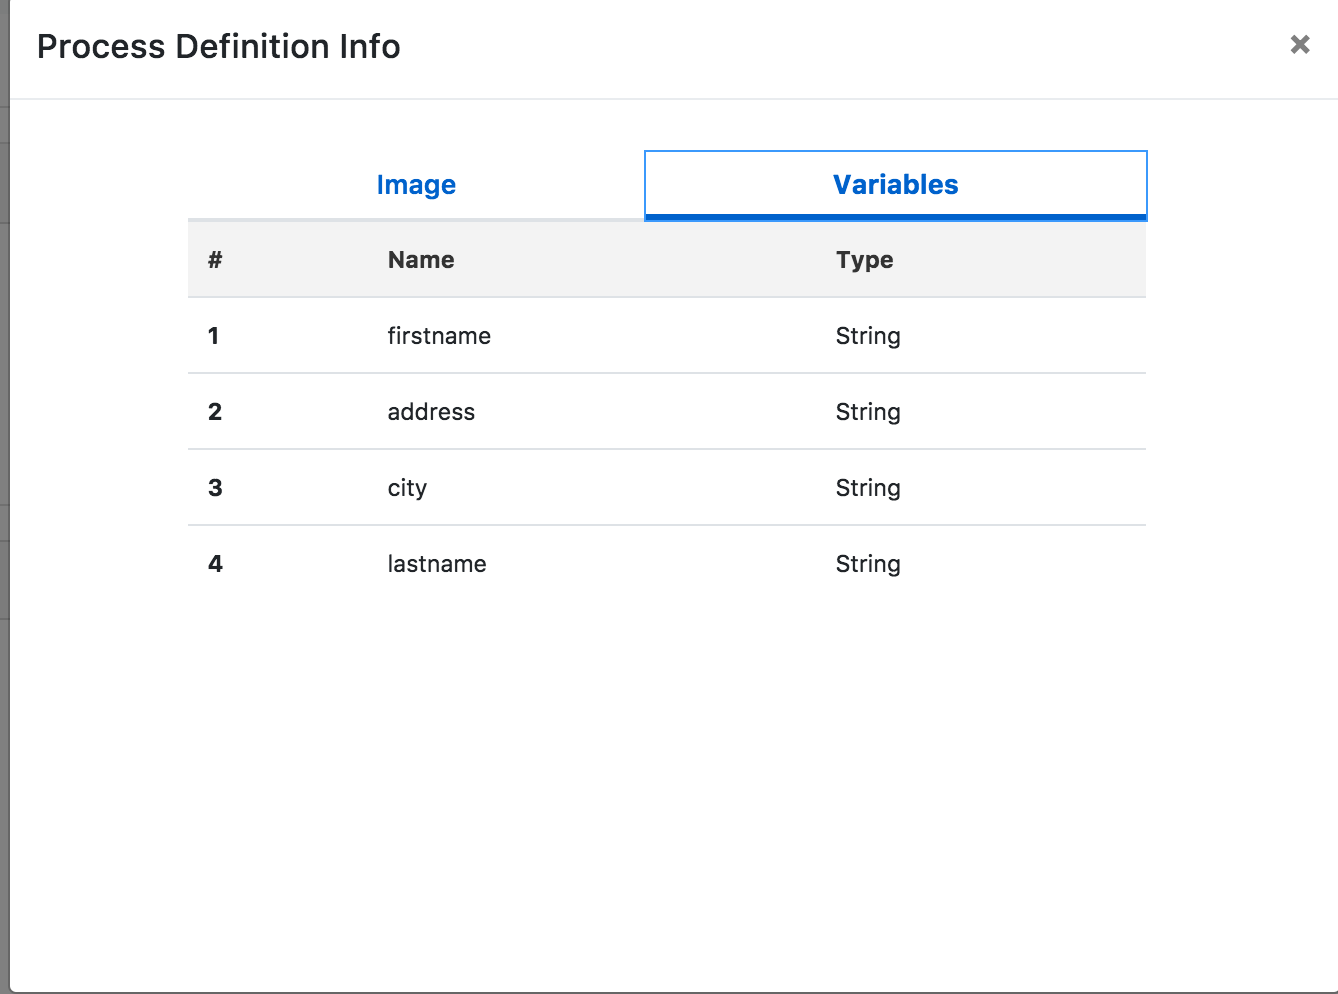 Process Definition Info ×
Image Variables
# Name Type
1 firstname String
2 address String
3 city String
4 lastname String